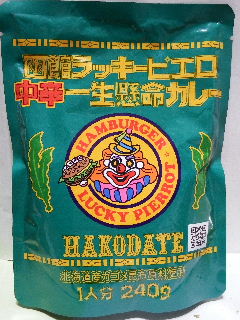 函館ラッキーピエロ
中辛一生懸命カレー
HAMBURGER
LUCKY PIERROT
HAKODATE
1人分 240g